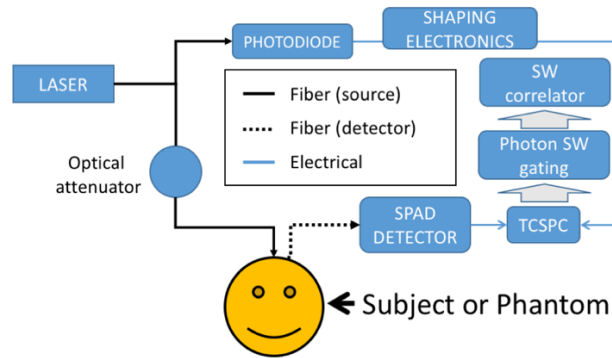 SHAPING
ELECTRONICS
PHOTODIODE
LASER
SW
correlator
Fiber (source)
Fiber (detector)
Electrical
Optical
attenuator
Photon SW
gating
SPAD
DETECTOR
TCSPC
Subject or Phantom